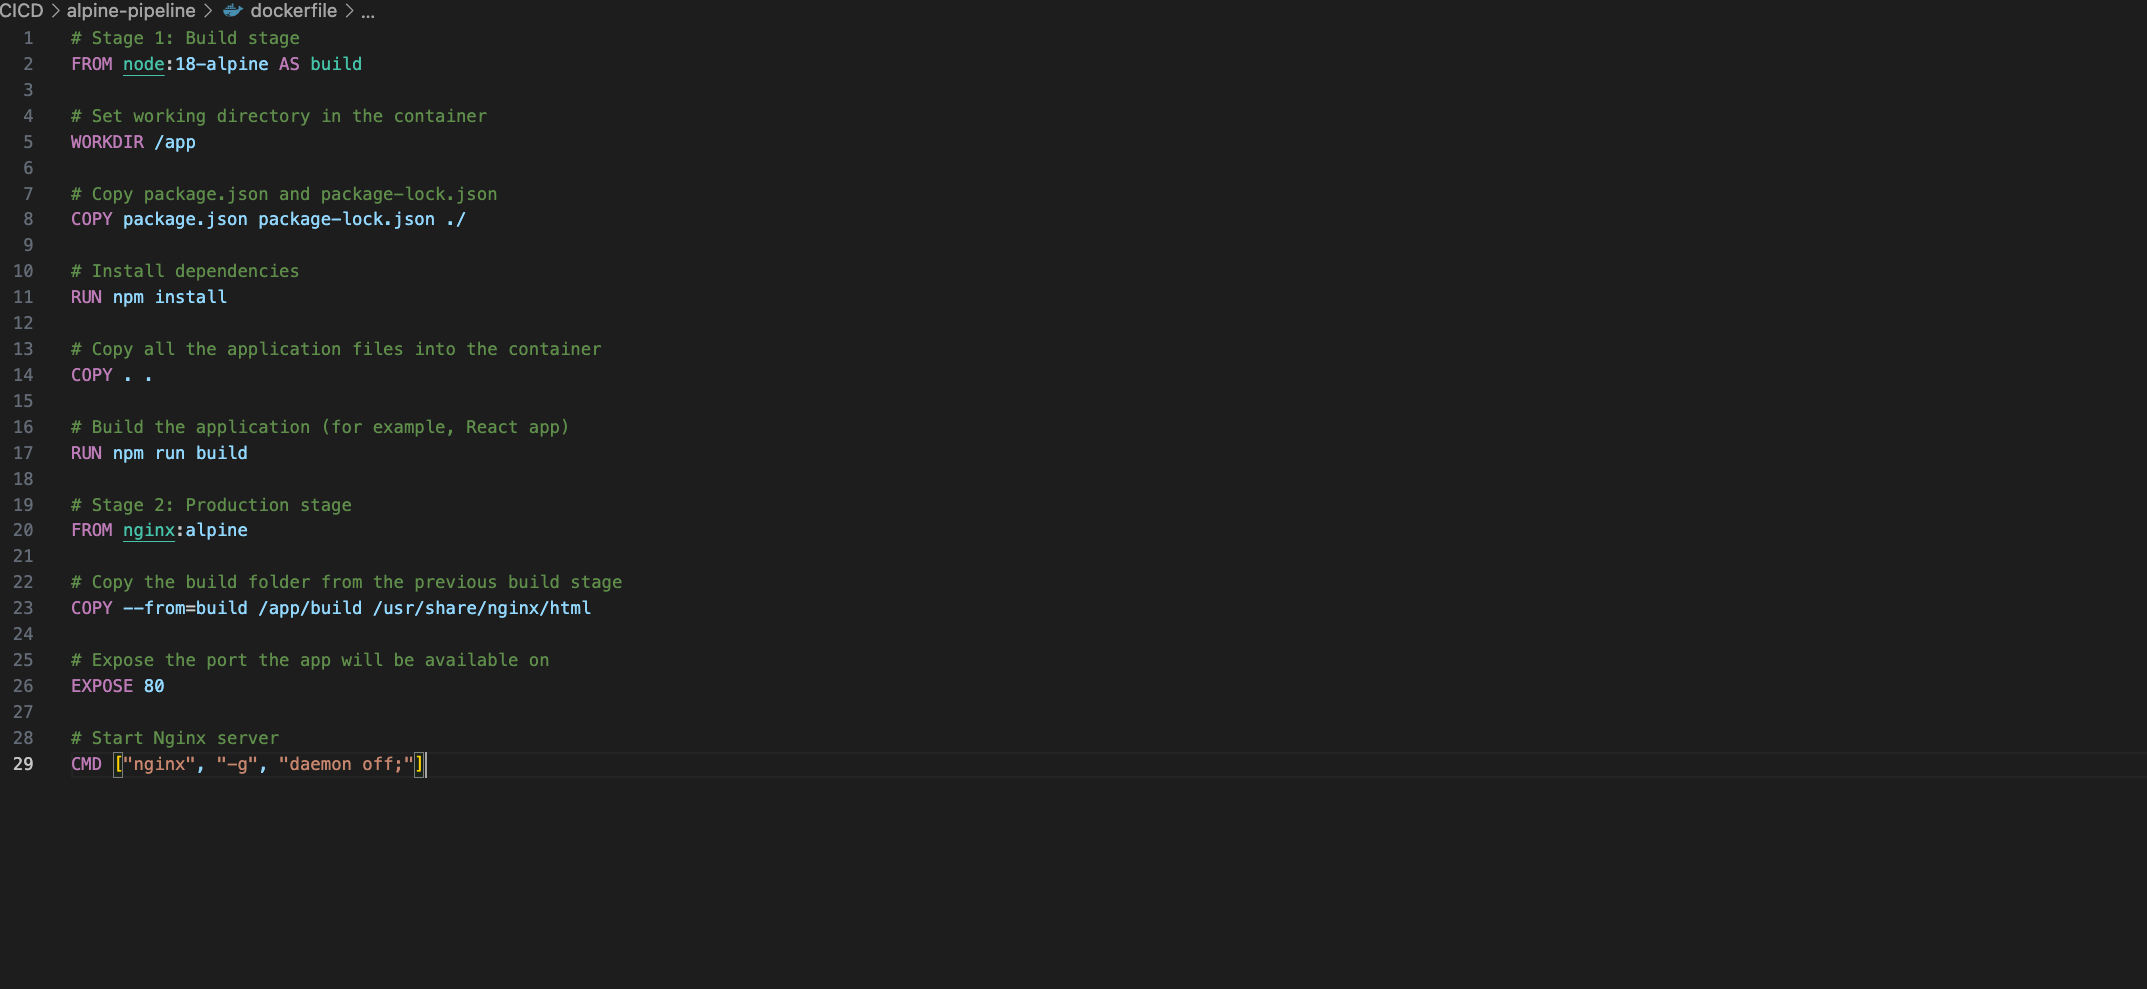 CICD > alpine-pipeline > dockerfile > ...
1 # Stage 1: Build stage
2 FROM node:18-alpine AS build
3
4 # Set working directory in the container
5 WORKDIR /app
6
7 # Copy package.json and package-lock.json
8 COPY package.json package-lock.json ./
9
10 # Install dependencies
11 RUN npm install
12
13 # Copy all the application files into the container
14 COPY . .
15
16 # Build the application (for example, React app)
17 RUN npm run build
18
19 # Stage 2: Production stage
20 FROM nginx:alpine
21
22 # Copy the build folder from the previous build stage
23 COPY --from=build /app/build /usr/share/nginx/html
24
25 # Expose the port the app will be available on
26 EXPOSE 80
27
28 # Start Nginx server
29 CMD ["nginx", "-g", "daemon off;"]